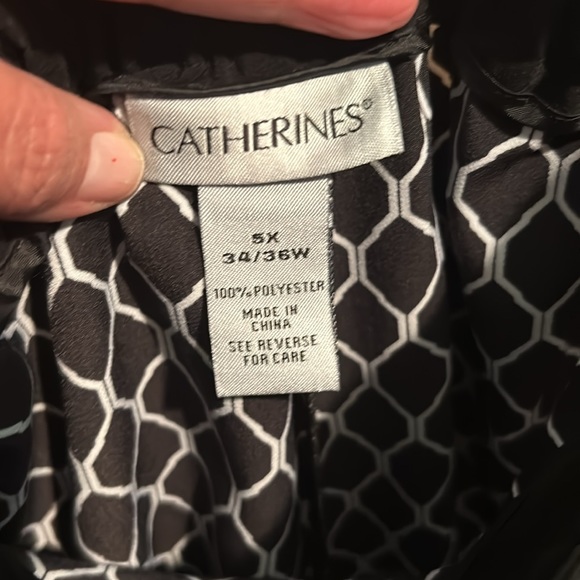 CATHERINES®
5X
34/36W
100% POLYESTER
MADE IN
CHINA
SEE REVERSE
FOR CARE